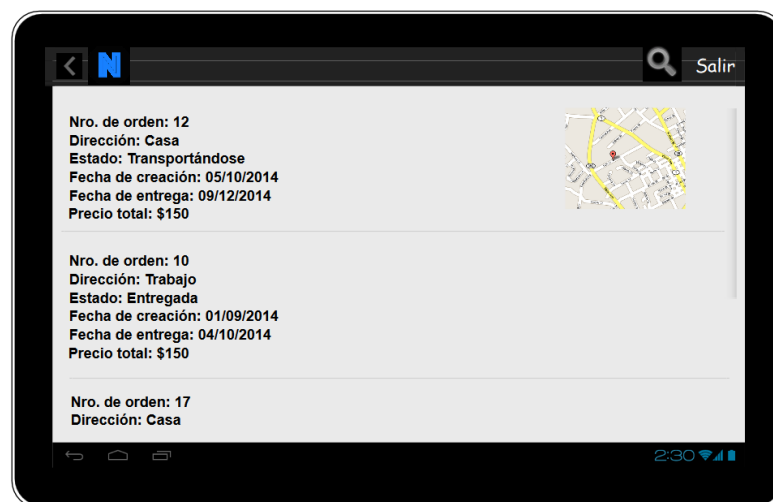 N
Salir
Nro. de orden: 12
Dirección: Casa
Estado: Transportándose
Fecha de creación: 05/10/2014
Fecha de entrega: 09/12/2014
Precio total: $150
Nro. de orden: 10
Dirección: Trabajo
Estado: Entregada
Fecha de creación: 01/09/2014
Fecha de entrega: 04/10/2014
Precio total: $150
Nro. de orden: 17
Dirección: Casa
2:30